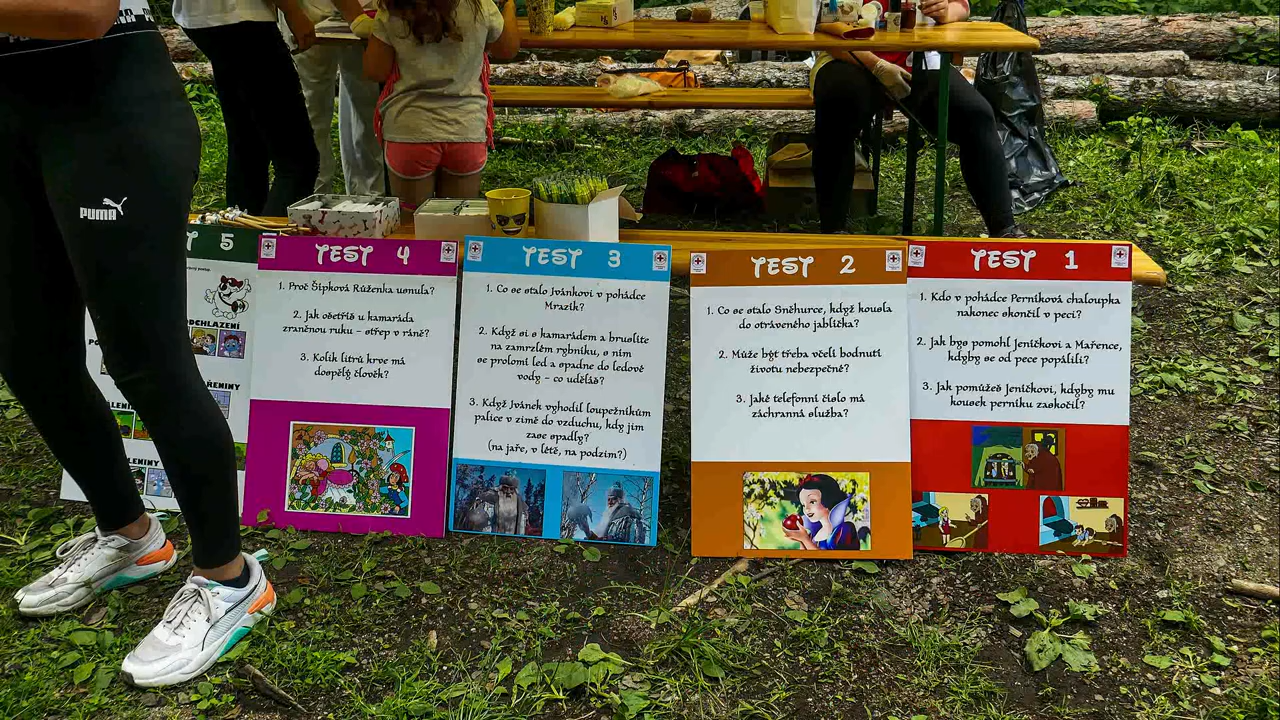 PUMA
T 5
OCHLAZENÍ
TEST 4
1. Proč Šípková Růženka usnula?
2. Jak ošetříš u kamaráda
zraněnou ruku - střep v ráně?
3. Kolik litrů krve má
dospělý člověk?
TEST 3
1. Co se stalo Ivánkovi v pohádce
Mrazík?
2. Když si s kamarádem a bruslíte
na zamrzlém rybníku, s ním
se prolomí led a spadne do ledové
vody - co uděláš?
3. Když Ivánek vyhodil loupežníkům
palice v zimě do vzduchu, kdy jim
zase spadly?
(na jaře, v létě, na podzim?)
TEST 2
1. Co se stalo Sněhurce, když kousla
do otráveného jablíčka?
2. Může být třeba včelí bodnutí
životu nebezpečné?
3. Jaké telefonní číslo má
záchranná služba?
TEST 1
1. Kdo v pohádce Perníková chaloupka
nakonec skončil v peci?
2. Jak bys pomohl Jeníčkovi a Mařence,
kdyby se od pece popálili?
3. Jak pomůžeš Jeníčkovi, kdyby mu
kousek perníku zaskočil?